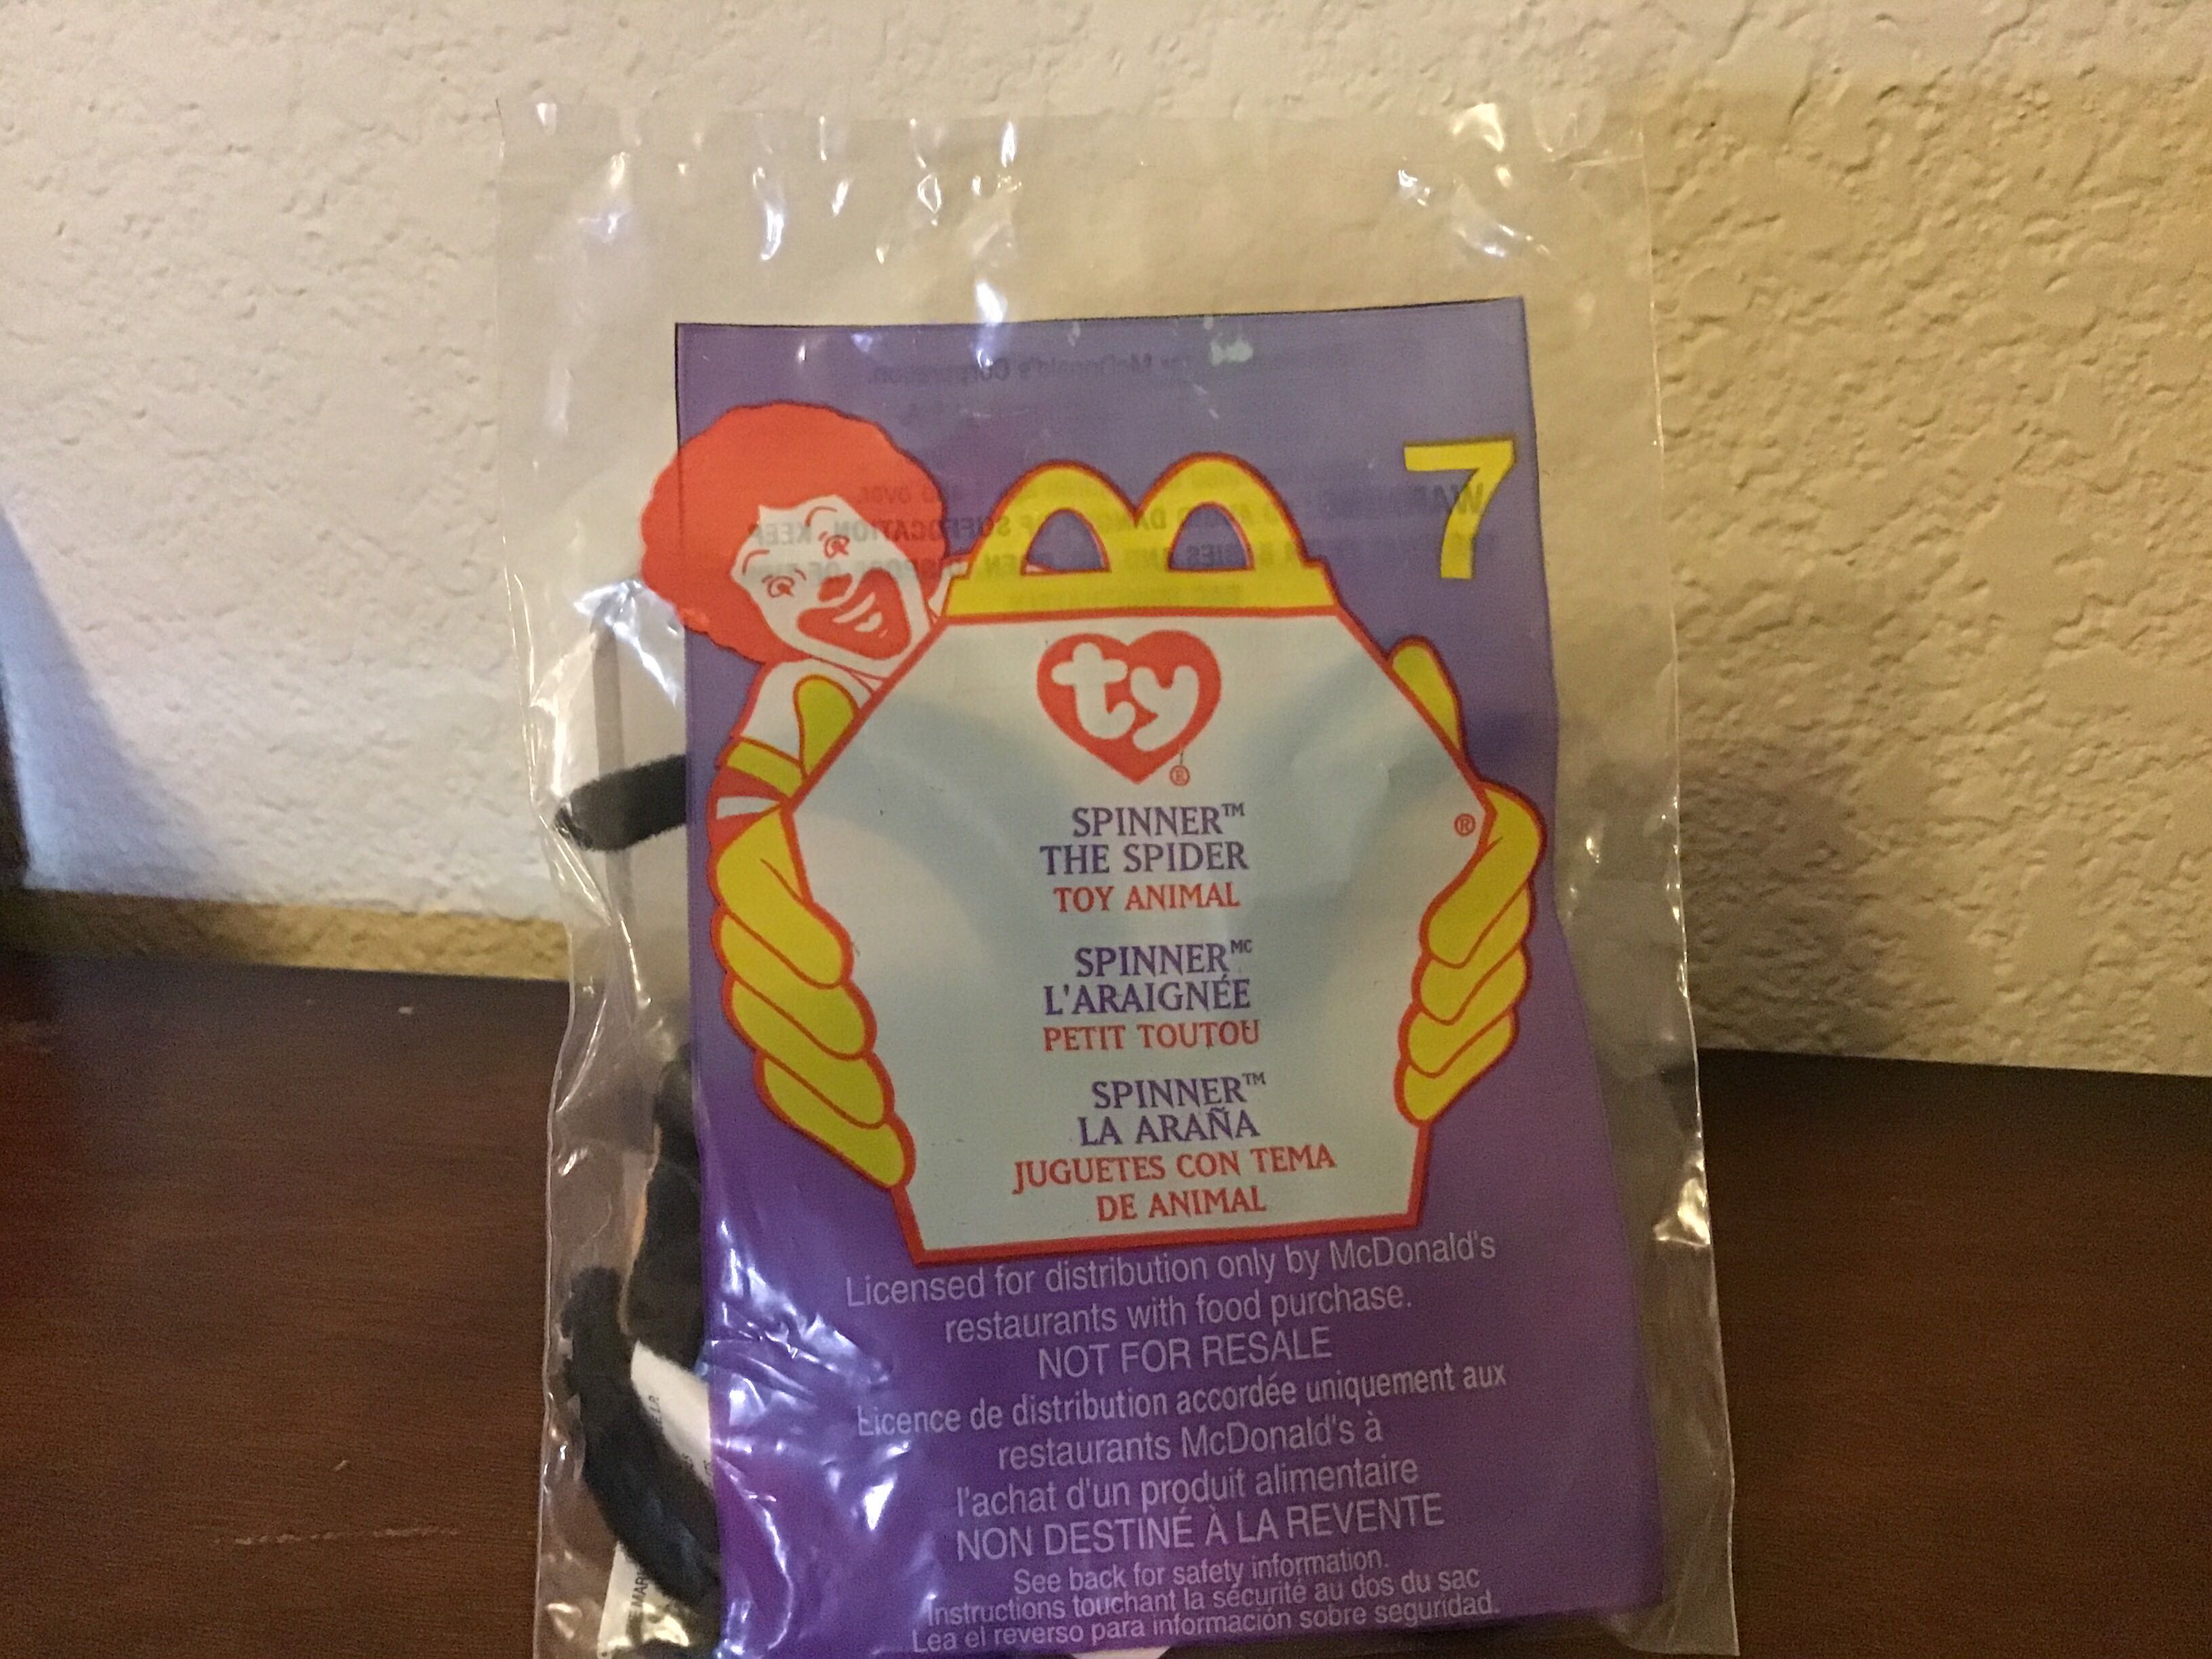 7
ty
®
SPINNER™
THE SPIDER
TOY ANIMAL
®
SPINNER MC
L'ARAIGNÉE
PETIT TOUTOU
SPINNER™
LA ARAÑA
JUGUETES CON TEMA
DE ANIMAL
Licensed for distribution only by McDonald's
restaurants with food purchase.
NOT FOR RESALE
Licence de distribution accordée uniquement aux
restaurants McDonald's à
l'achat d'un produit alimentaire
NON DESTINÉ À LA REVENTE
See back for safety information.
Instructions touchant la sécurité au dos du sac
Lea el reverso para información sobre seguridad.